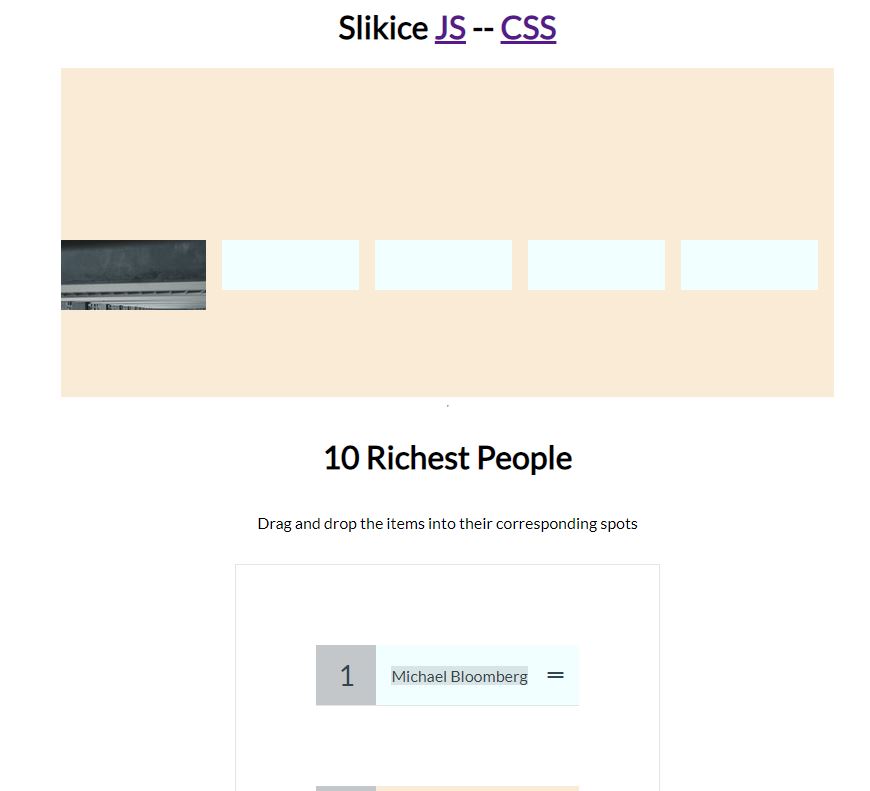 Slikice JS -- CSS
10 Richest People
Drag and drop the items into their corresponding spots
1 Michael Bloomberg